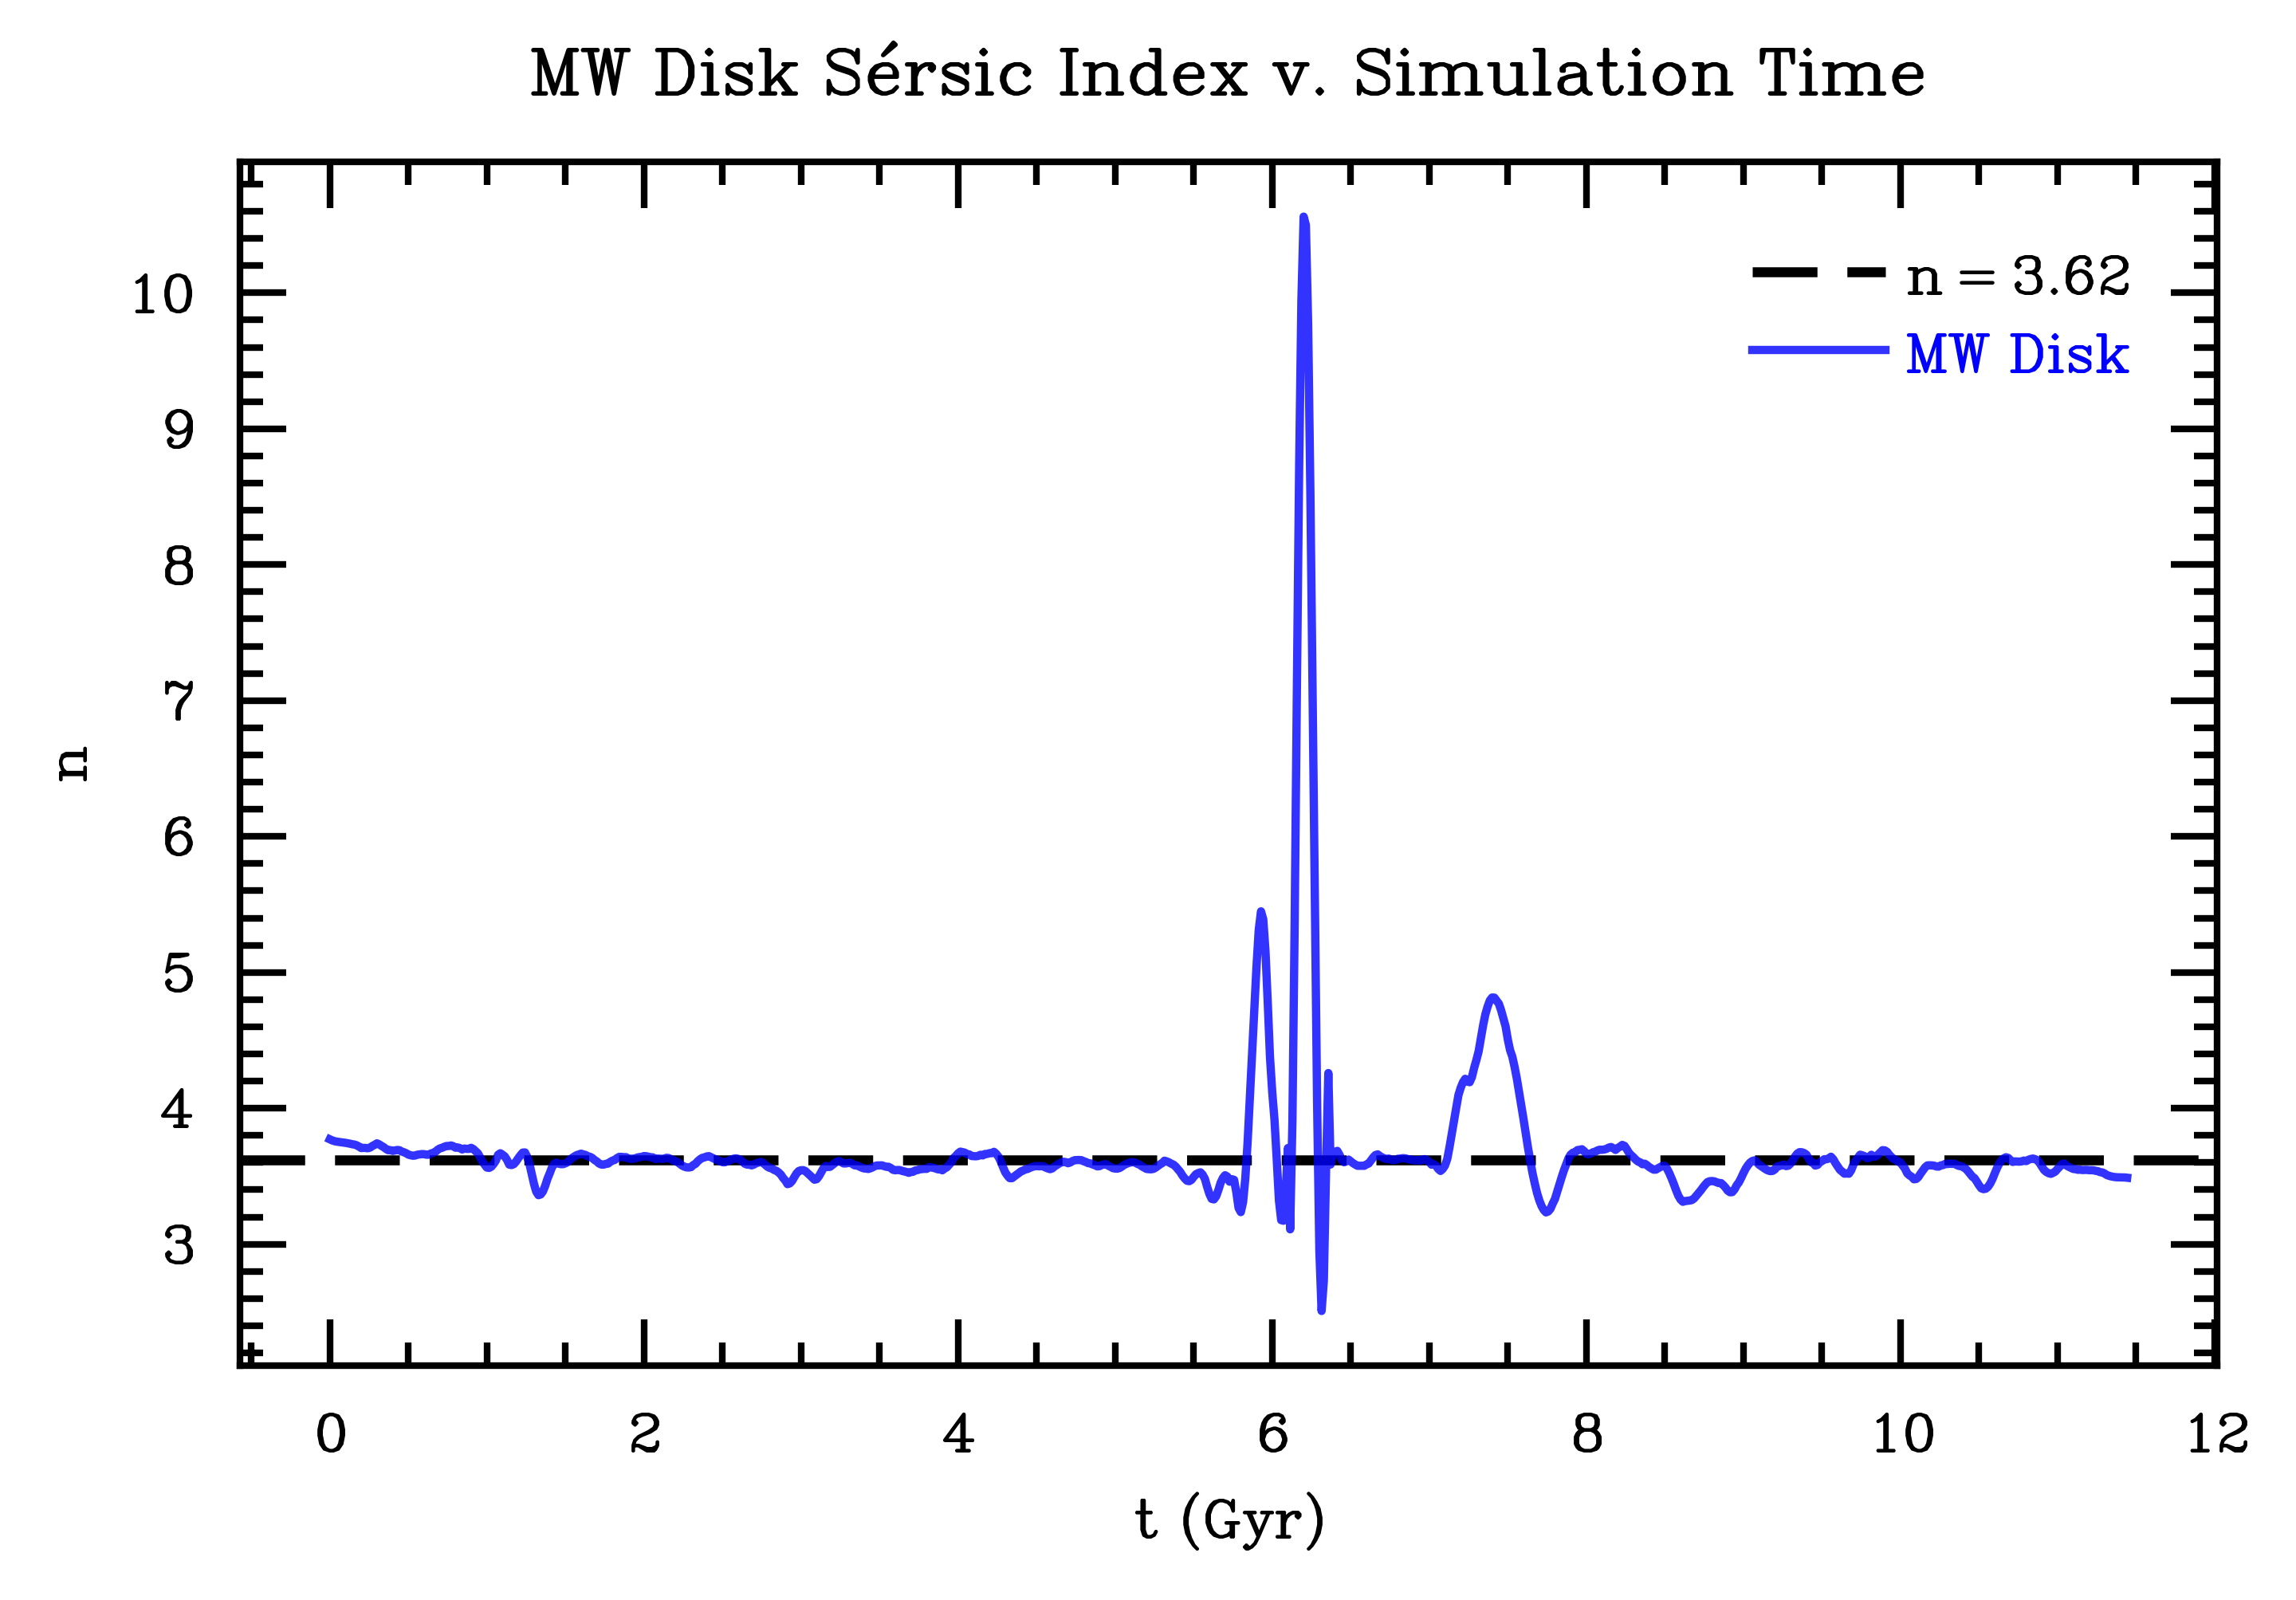 MW Disk Sérsic Index v. Simulation Time
n = 3.62
MW Disk
10
9
8
7
6
5
4
3
n
0 2 4 6 8 10 12
t (Gyr)